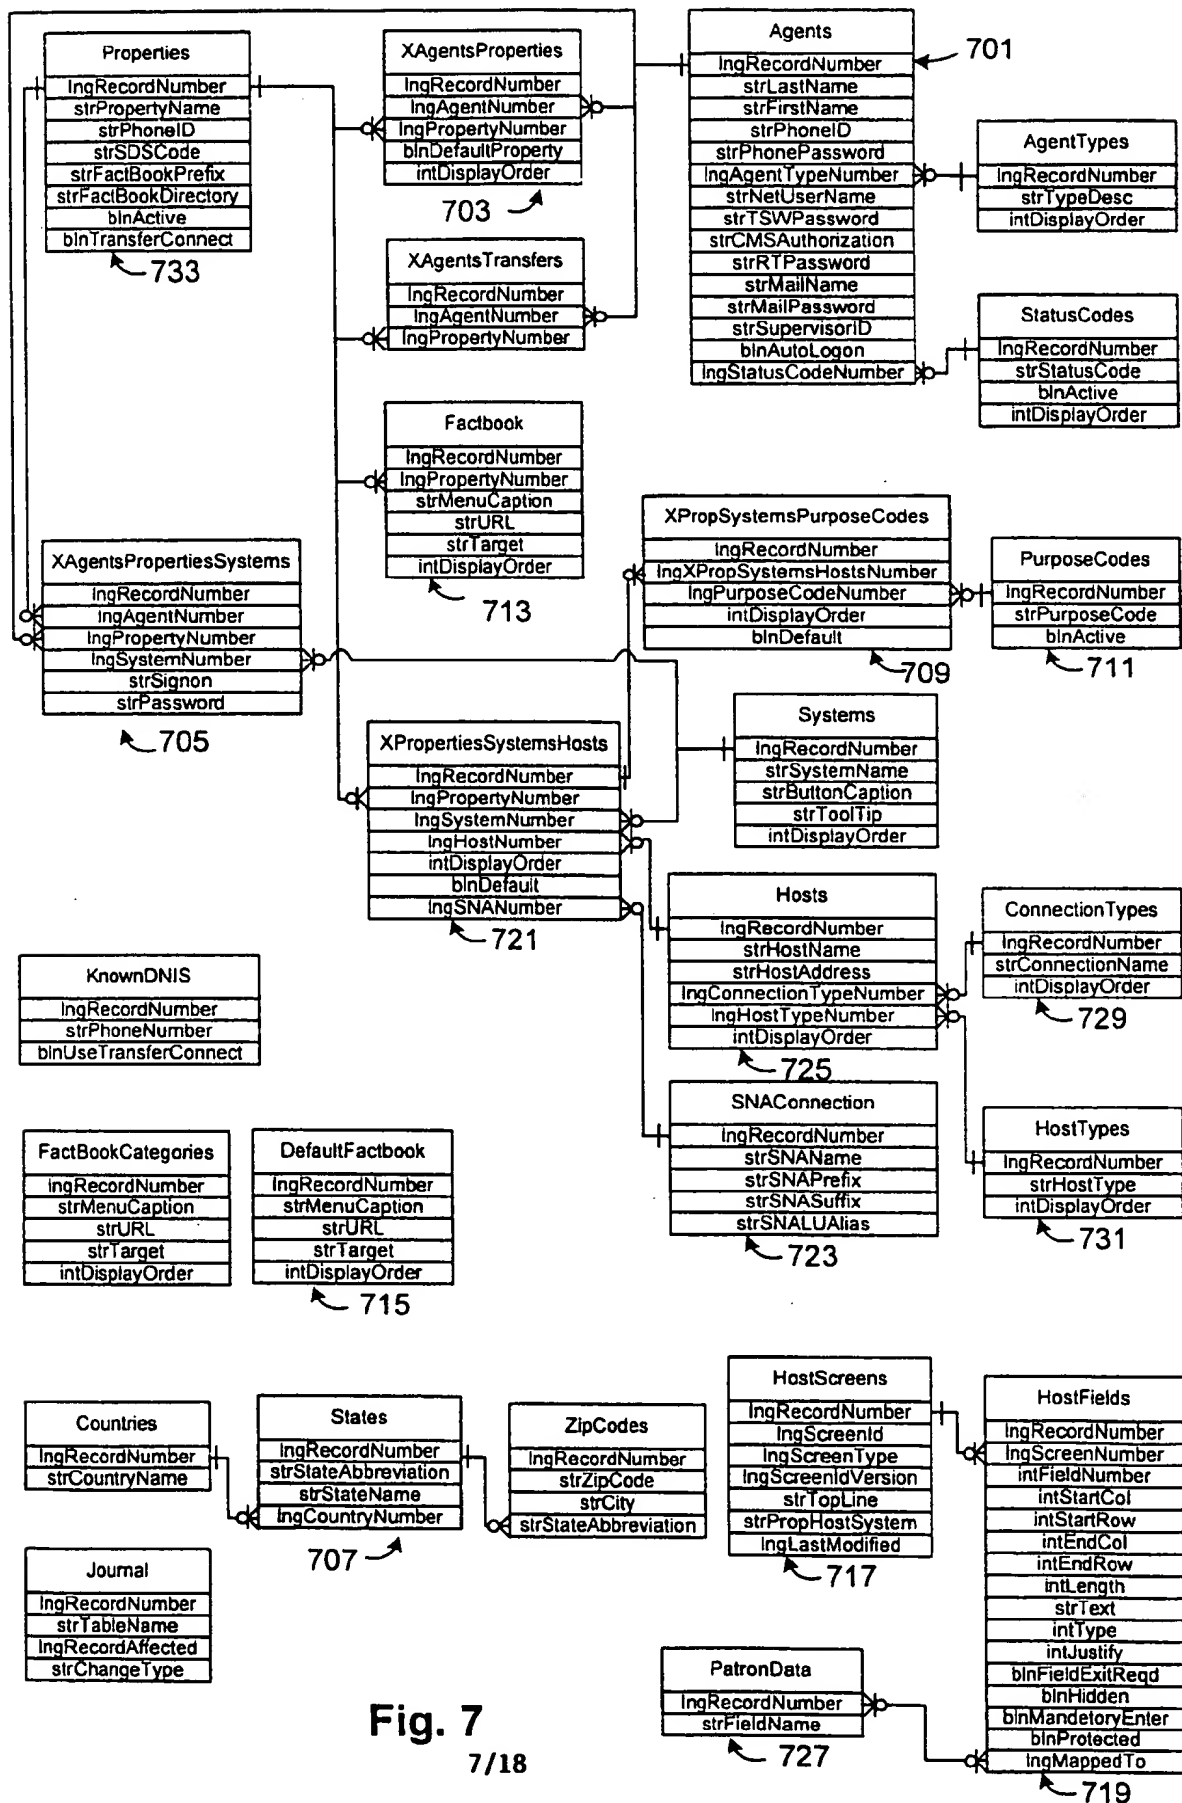 Properties
lngRecordNumber
strPropertyName
strPhoneID
strSDSCode
strFactBookPrefix
strFactBookDirectory
blnActive
blnTransferConnect
733
XAgentsProperties
lngRecordNumber
lngAgentNumber
lngPropertyNumber
blnDefaultProperty
intDisplayOrder
703
XAgentsTransfers
lngRecordNumber
lngAgentNumber
lngPropertyNumber
Agents
lngRecordNumber
strLastName
strFirstName
strPhoneID
strPhonePassword
lngAgentTypeNumber
strNetUserName
strTSWPassword
strCMSAuthorization
strRTPassword
strMailName
strMailPassword
strSupervisorID
blnAutoLogon
lngStatusCodeNumber
701
AgentTypes
lngRecordNumber
strTypeDesc
intDisplayOrder
StatusCodes
lngRecordNumber
strStatusCode
blnActive
intDisplayOrder
Factbook
lngRecordNumber
lngPropertyNumber
strMenuCaption
strURL
strTarget
intDisplayOrder
713
XAgentsPropertiesSystems
lngRecordNumber
lngAgentNumber
lngPropertyNumber
lngSystemNumber
strSignon
strPassword
705
XPropSystemsPurposeCodes
lngRecordNumber
lngXPropSystemsHostsNumber
lngPurposeCodeNumber
intDisplayOrder
blnDefault
709
PurposeCodes
lngRecordNumber
strPurposeCode
blnActive
711
XPropertiesSystemsHosts
lngRecordNumber
lngPropertyNumber
lngSystemNumber
lngHostNumber
intDisplayOrder
blnDefault
lngSNANumber
721
Systems
lngRecordNumber
strSystemName
strButtonCaption
strToolTip
intDisplayOrder
Hosts
lngRecordNumber
strHostName
strHostAddress
lngConnectionTypeNumber
lngHostTypeNumber
intDisplayOrder
725
ConnectionTypes
lngRecordNumber
strConnectionName
intDisplayOrder
729
KnownDNIS
lngRecordNumber
strPhoneNumber
blnUseTransferConnect
SNAConnection
lngRecordNumber
strSNAName
strSNAPrefix
strSNASuffix
strSNALUAlias
723
HostTypes
lngRecordNumber
strHostType
intDisplayOrder
731
FactBookCategories
lngRecordNumber
strMenuCaption
strURL
strTarget
intDisplayOrder
DefaultFactbook
lngRecordNumber
strMenuCaption
strURL
strTarget
intDisplayOrder
715
Countries
lngRecordNumber
strCountryName
States
lngRecordNumber
strStateAbbreviation
strStateName
lngCountryNumber
707
ZipCodes
lngRecordNumber
strZipCode
strCity
strStateAbbreviation
HostScreens
lngRecordNumber
lngScreenId
lngScreenType
lngScreenIdVersion
strTopLine
strPropHostSystem
lngLastModified
717
HostFields
lngRecordNumber
lngScreenNumber
intFieldNumber
intStartCol
intStartRow
intEndCol
intEndRow
intLength
strText
intType
intJustify
blnFieldExitReqd
blnHidden
blnMandetoryEnter
blnProtected
lngMappedTo
719
Journal
lngRecordNumber
strTableName
lngRecordAffected
strChangeType
PatronData
lngRecordNumber
strFieldName
727
Fig. 7
7/18